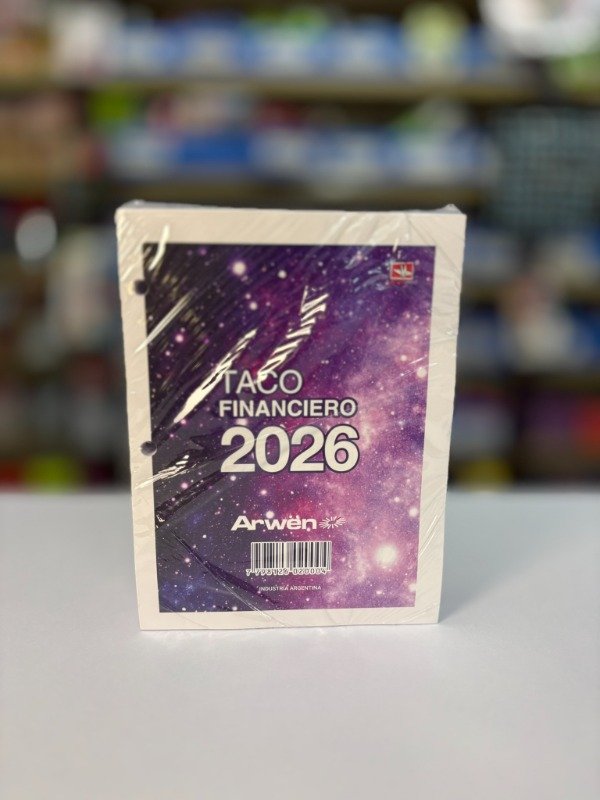 TACO
FINANCIERO
2026
Arwen
INDUSTRIA ARGENTINA